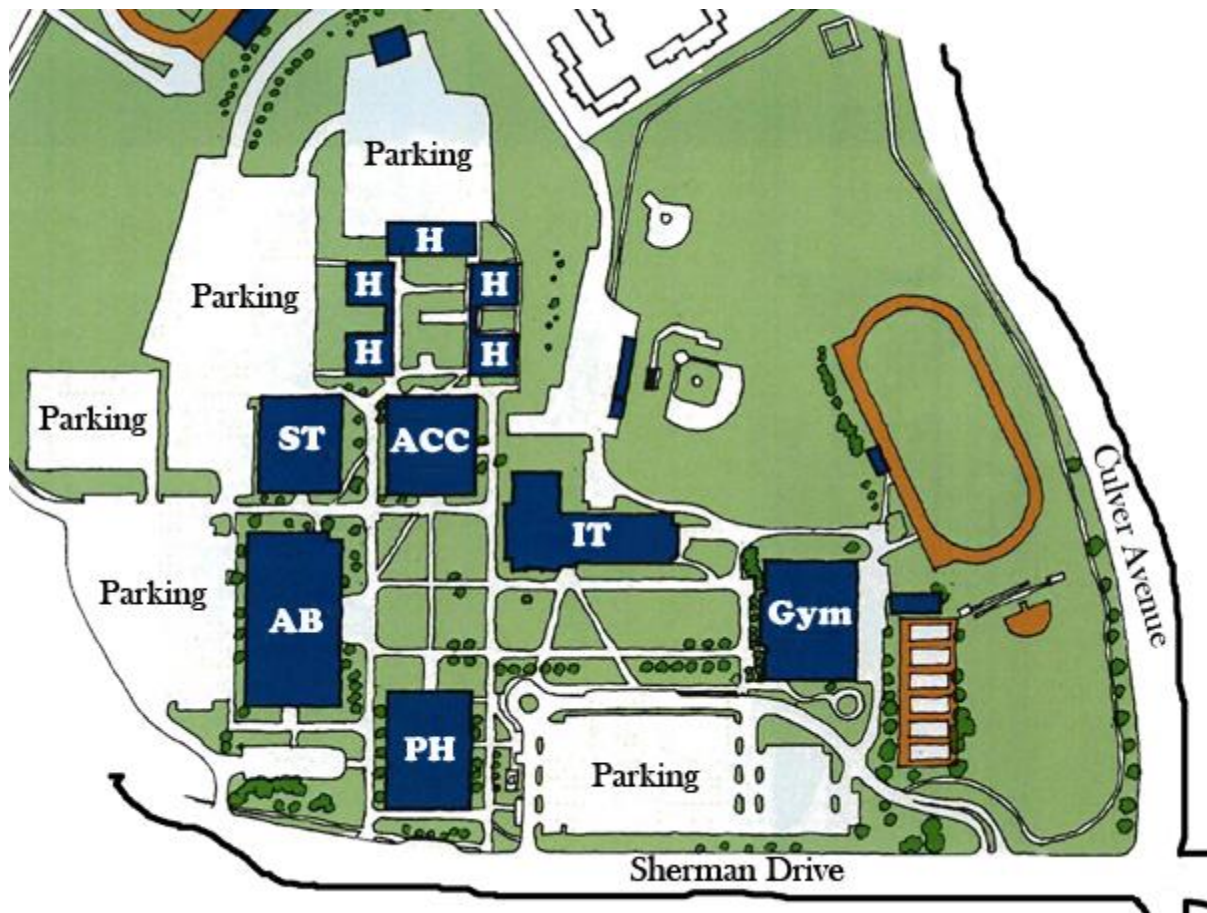 Parking
H
Parking
H
H
H
H
Parking
ST
ACC
IT
Parking
AB
Gym
Culver Avenue
PH
Parking
Sherman Drive